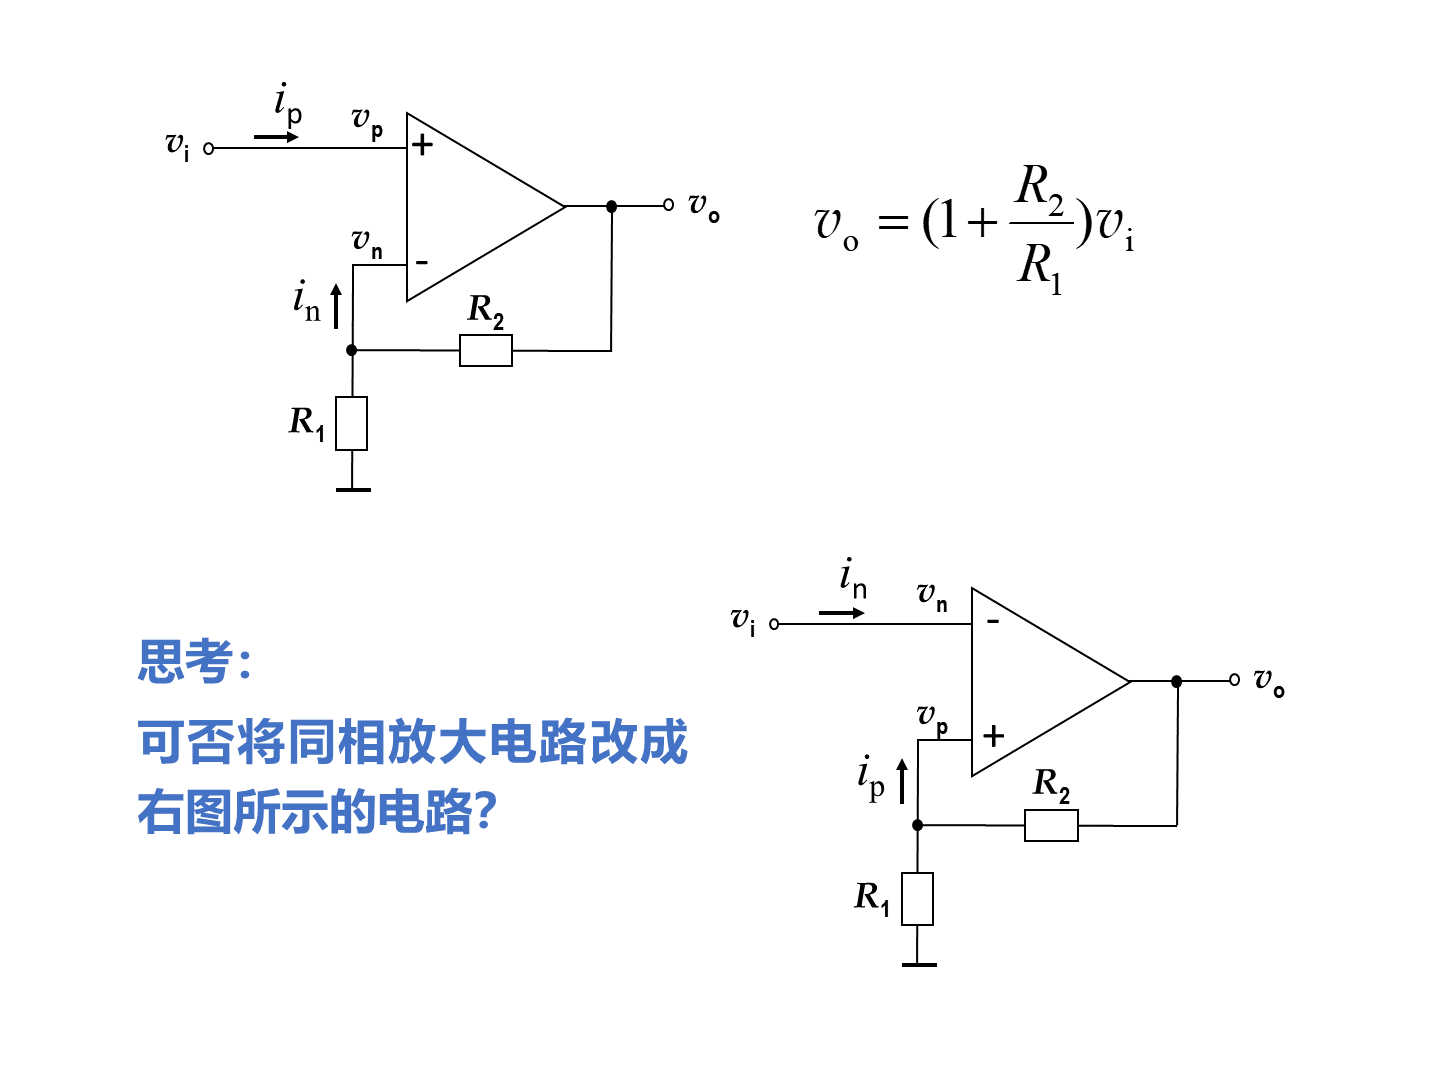 ip
vp
vi
+
vo
vn
-
in
R2
R1
vo = (1 + R2/R1)vi
in
vn
vi
-
vo
vp
+
ip
R2
R1
思考：
可否将同相放大电路改成
右图所示的电路？